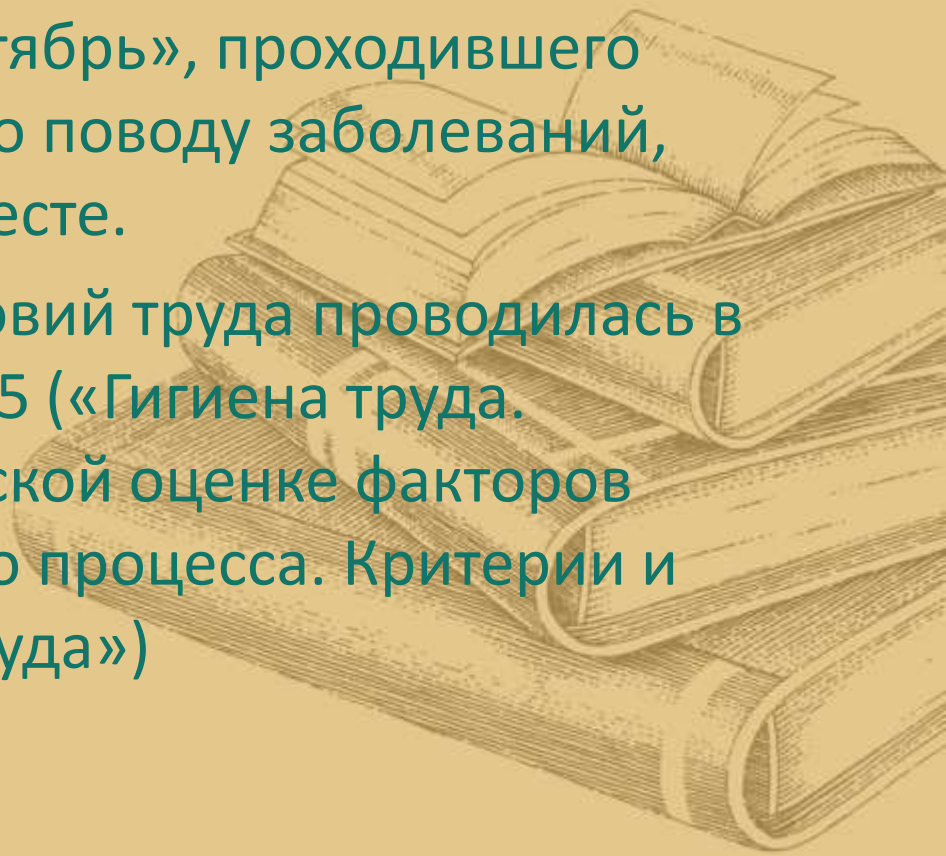 тябрь», проходившего
о поводу заболеваний,
есте.
овий труда проводилась в
5 («Гигиена труда.
ской оценке факторов
о процесса. Критерии и
уда»)